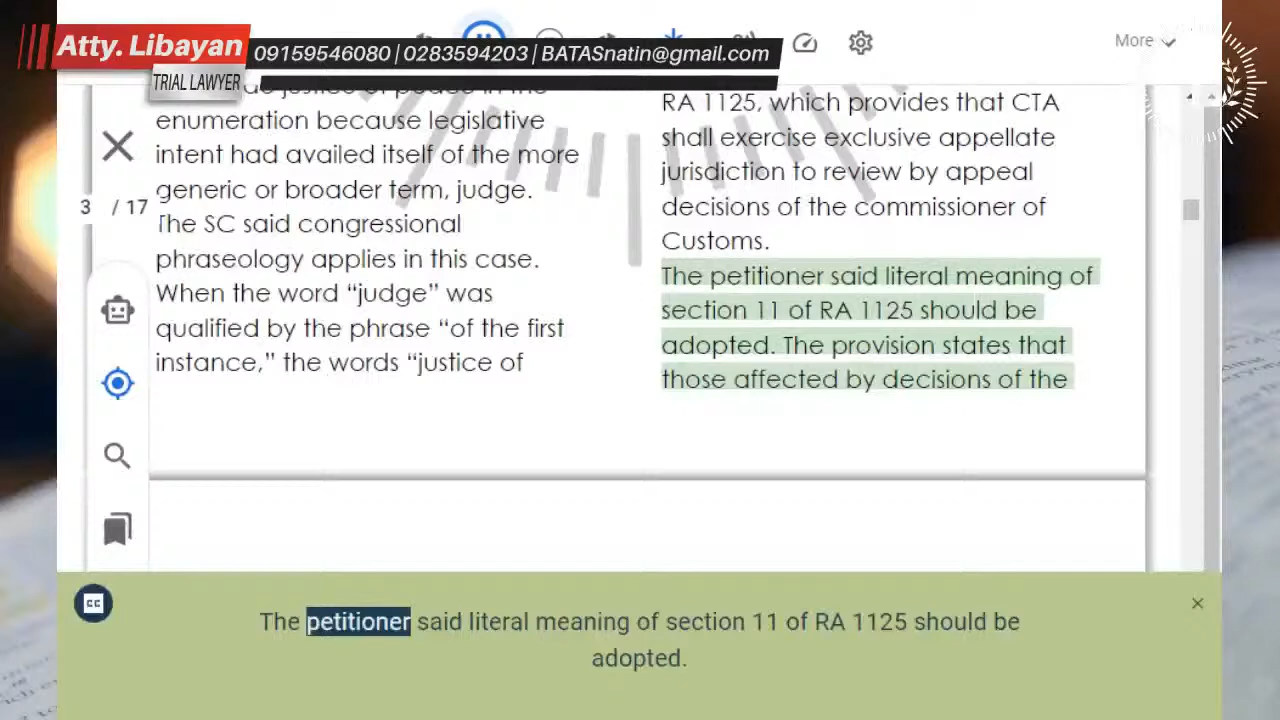 Atty. Libayan
TRIAL LAWYER
09159546080 | 0283594203 | BATASnatin@gmail.com
More
3 / 17
enumeration because legislative
intent had availed itself of the more
generic or broader term, judge.
The SC said congressional
phraseology applies in this case.
When the word “judge” was
qualified by the phrase “of the first
instance,” the words “justice of
RA 1125, which provides that CTA
shall exercise exclusive appellate
jurisdiction to review by appeal
decisions of the commissioner of
Customs.
The petitioner said literal meaning of
section 11 of RA 1125 should be
adopted. The provision states that
those affected by decisions of the
CC
The petitioner said literal meaning of section 11 of RA 1125 should be
adopted.